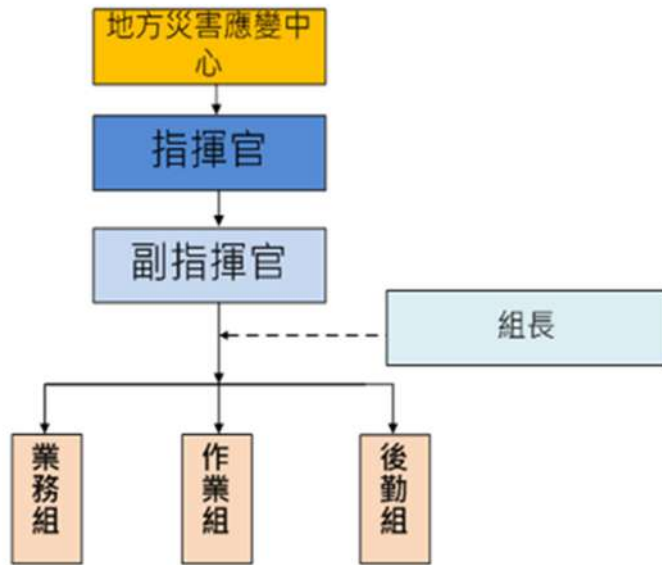 地方災害應變中
心
指揮官
副指揮官
組長
業務組
作業組
後勤組